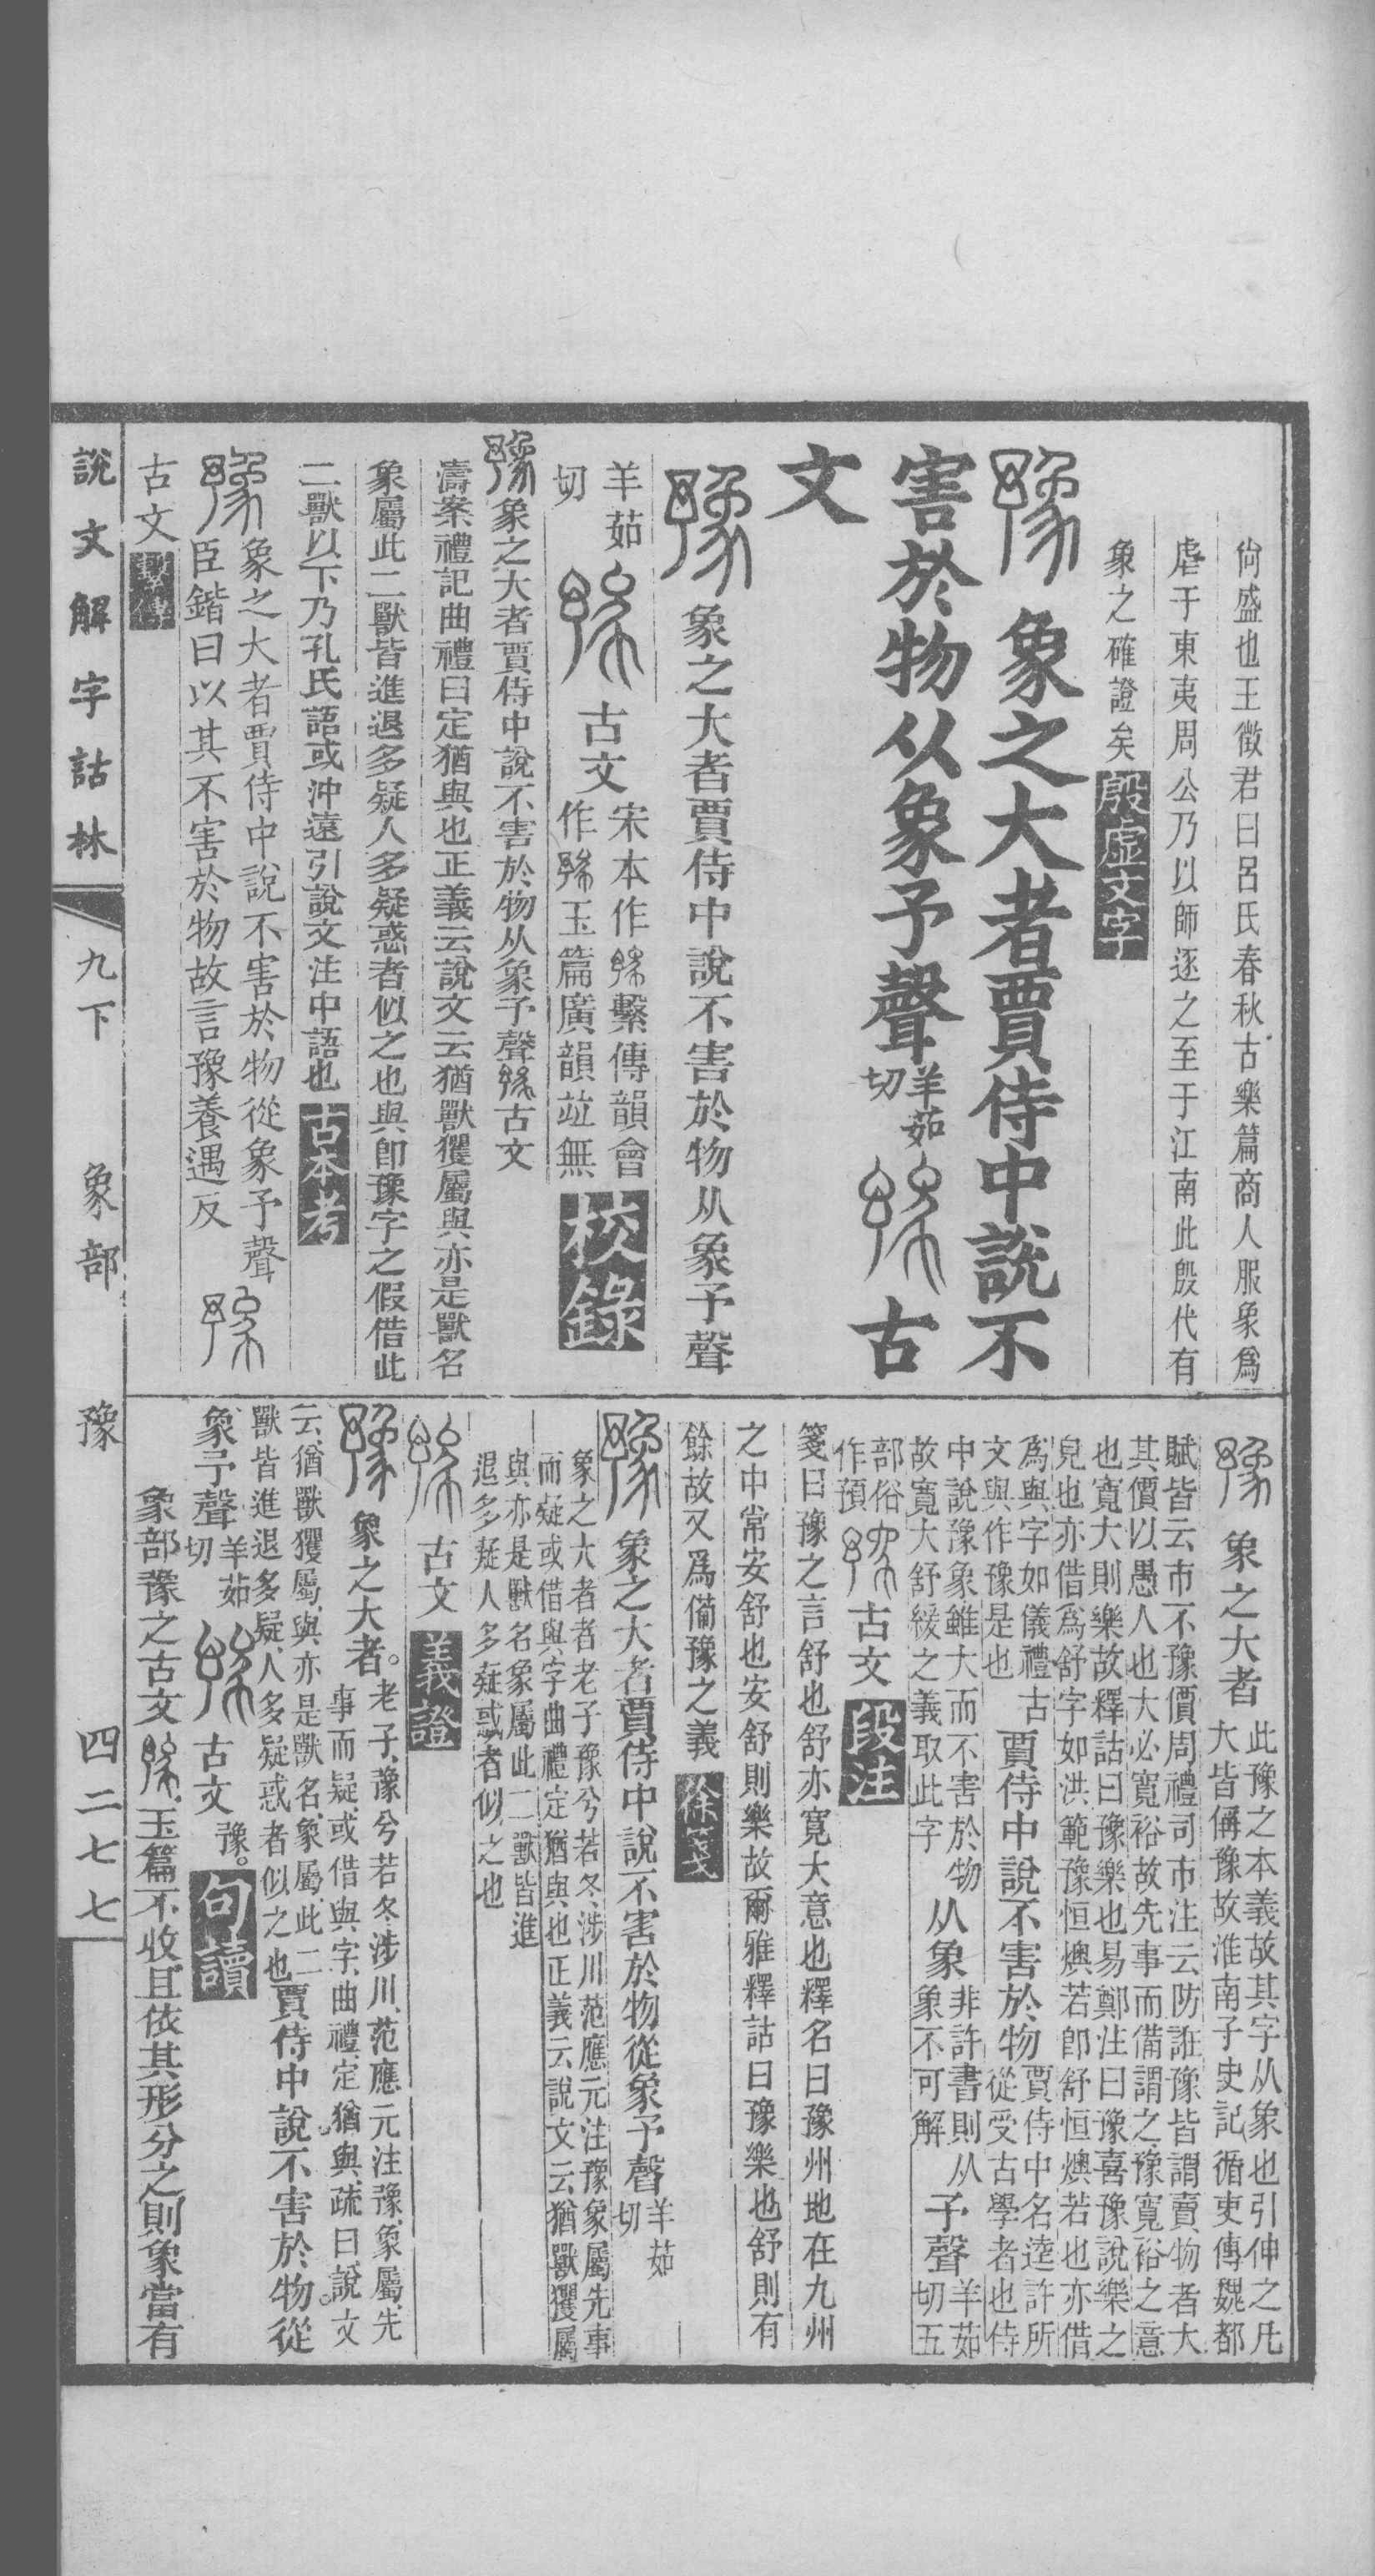 尙盛也王徵君曰呂氏春秋古樂篇商人服象爲
虐于東夷周公乃以師逐之至于江南此殷代有
象之確證矣殷虛文字
豫象之大者賈侍中說不
害於物从象予聲羊茹切 古
文
豫象之大者賈侍中說不害於物从象予聲
羊茹切 古文宋本作 繫傳韻會作 玉篇廣韻竝無校錄
豫象之大者賈侍中說不害於物从象予聲 古文
濤案禮記曲禮曰定猶與也正義云說文云猶獸玃屬與亦是獸名
象屬此二獸皆進退多疑人多疑惑者似之也與卽豫字之假借此
二獸以下乃孔氏語或沖遠引說文注中語也古本考
豫象之大者賈侍中說不害於物從象予聲
臣鍇曰以其不害於物故言豫養遇反
古文繫傳
豫象之大者此豫之本義故其字从象也引伸之凡
大皆偁豫故淮南子史記循吏傳魏都
賦皆云市不豫價周禮司市注云防誑豫皆謂賣物者大
其價以愚人也大必寬裕故先事而備謂之豫寬裕之意
也寬大則樂故釋詁曰豫樂也易鄭注曰豫喜豫說樂之
皃也亦借爲舒字如洪範豫恒燠若卽舒恒燠若也亦借
爲與字如儀禮古文與作豫是也賈侍中說不害於物賈侍中名逵許所從受古學者也侍
中說豫象雖大而不害於物故寬大舒緩之義取此字从象非許書則从象不可解予聲羊茹切五
部俗作預 古文段注
箋曰豫之言舒也舒亦寬大意也釋名曰豫州地在九州
之中常安舒也安舒則樂故爾雅釋詁曰豫樂也舒則有
餘故又爲備豫之義徐箋
豫象之大者賈侍中說不害於物從象予聲羊茹切
象之大者者老子豫兮若冬涉川范應元注豫象屬先事
而疑或借與字曲禮定猶與也正義云說文云猶獸玃屬
與亦是獸名象屬此二獸皆進
退多疑人多疑惑者似之也
古文義證
豫象之大者。老子、豫兮若冬涉川、范應元注、豫、象屬、先
事而疑、或借與字、曲禮、定猶與、疏曰、說文
云、猶獸玃屬、與亦是獸名、象屬、此二
獸皆進退多疑、人多疑惑者似之也賈侍中說、不害於物。從
象予聲羊茹切 古文豫。句讀
象部豫之古文 、玉篇不收、且依其形分之、則象當有
說文解字詁林 九下 象部 豫 四二七七